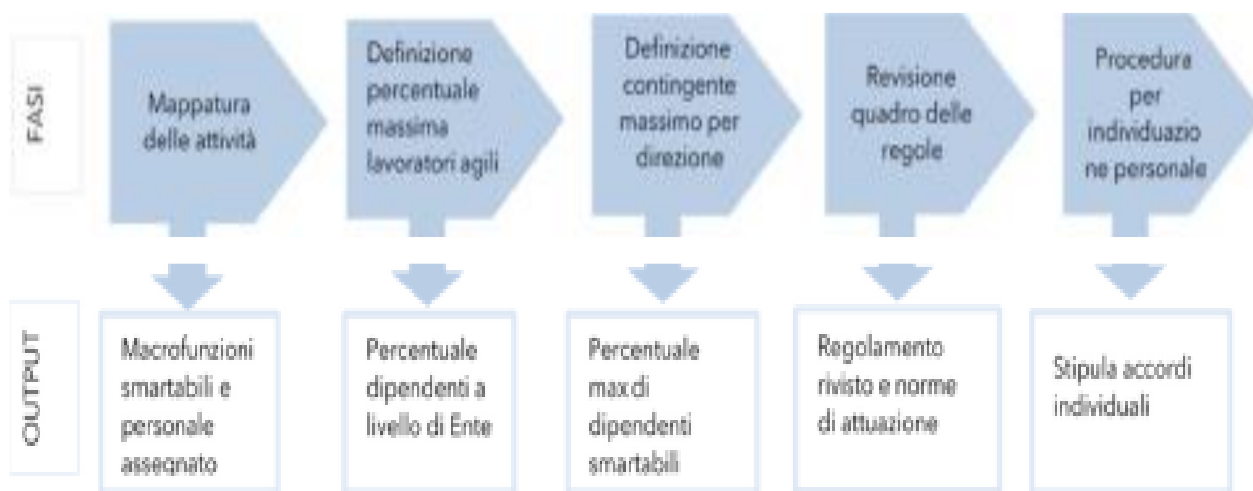 FASI
Mappatura
delle attività
Definizione
percentuale
massima
lavoratori agili
Definizione
contingente
massimo per
direzione
Revisione
quadro delle
regole
Procedura
per
individuazio
ne personale
OUTPUT
Macrofunzioni
smartabili e
personale
assegnato
Percentuale
dipendenti a
livello di Ente
Percentuale
max di
dipendenti
smartabili
Regolamento
rivisto e norme
di attuazione
Stipula accordi
individuali